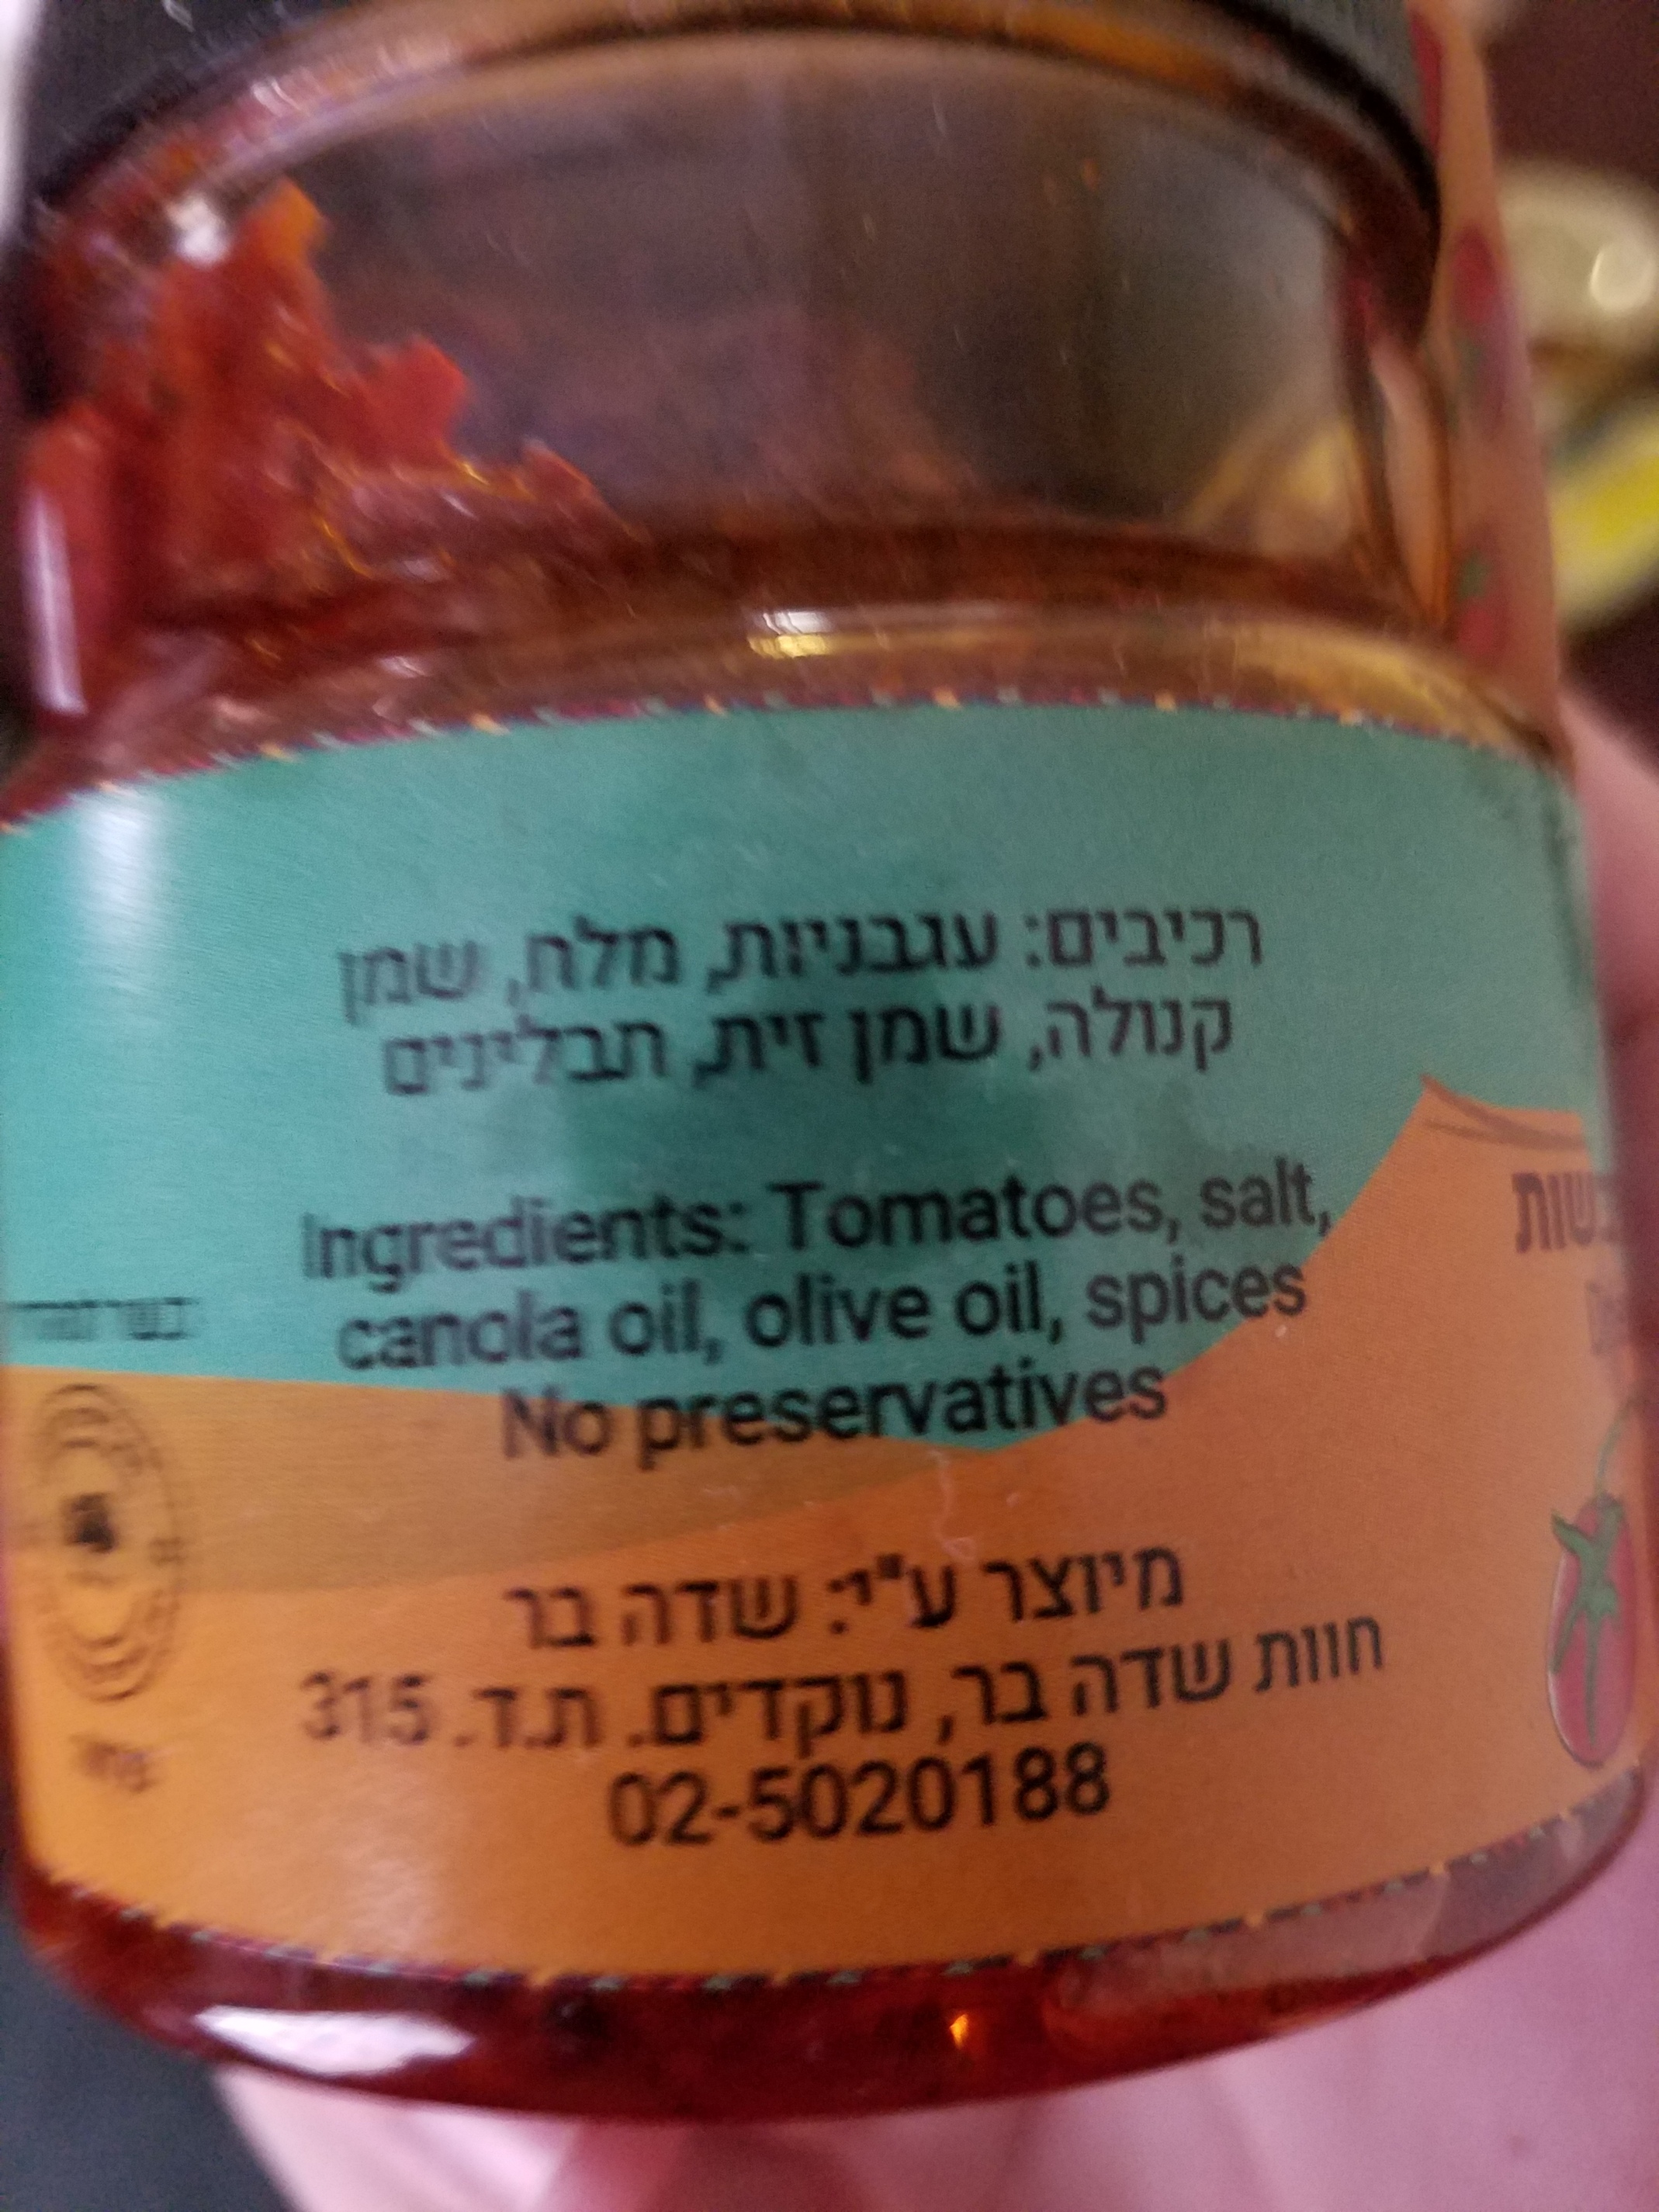 רכיבים: עגבניות, מלח, שמן
קנולה, שמן זית, תבלינים
Ingredients: Tomatoes, salt,
canola oil, olive oil, spices
No preservatives
מיוצר ע"י: שדה בר
חוות שדה בר, נוקדים. ת.ד. 315
02-5020188